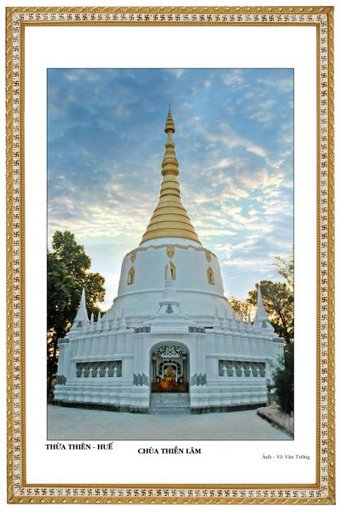 THỪA THIÊN - HUẾ
CHÙA THIỀN LÂM
Ảnh : Võ Văn Tường